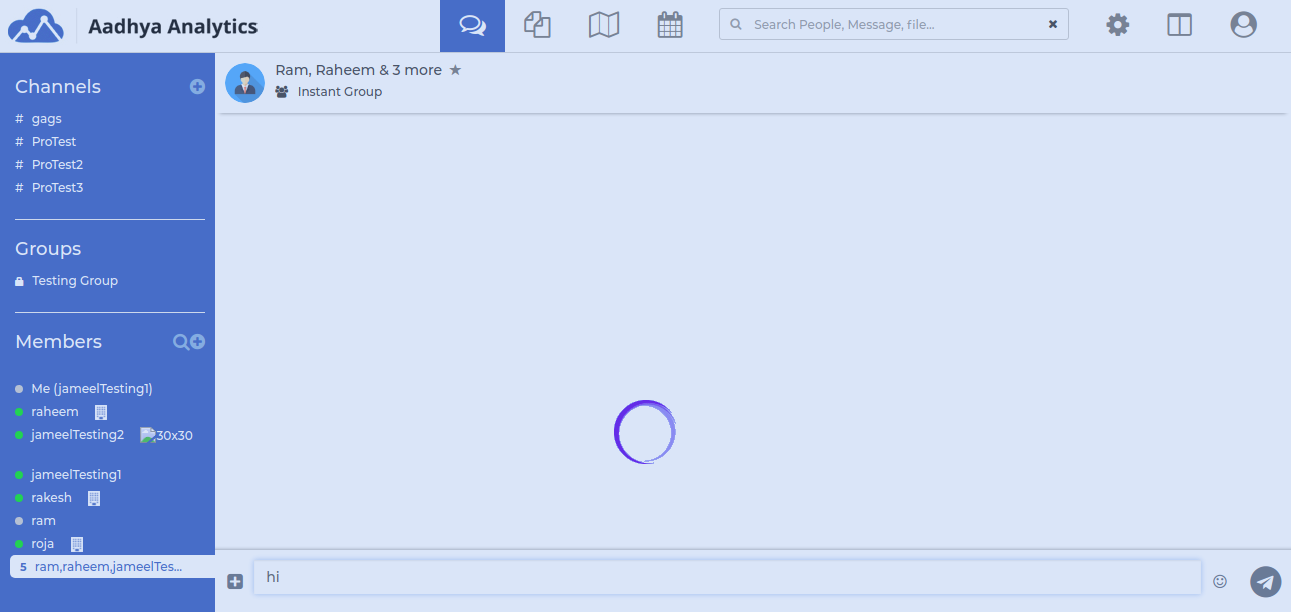 Aadhya Analytics
Search People, Message, file...
Channels
# gags
# ProTest
# ProTest2
# ProTest3
Groups
Testing Group
Members
Me (jameelTesting1)
raheem
jameelTesting2 30x30
jameelTesting1
rakesh
ram
roja
5 ram,raheem,jameelTes...
Ram, Raheem & 3 more
Instant Group
hi